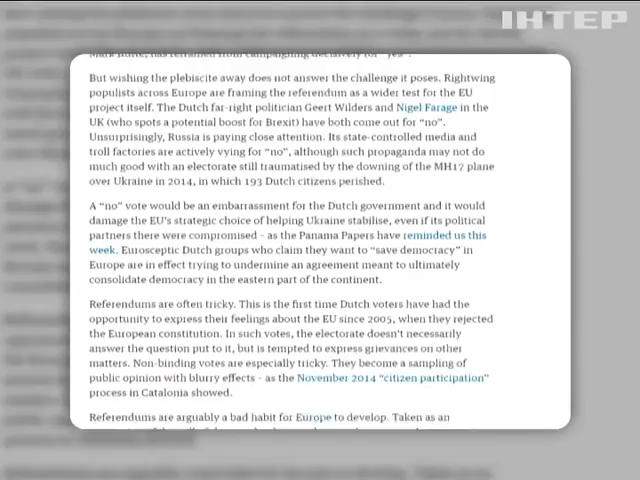 ІНТЕР
Mark Rutte, has refrained from campaigning decisively for "yes".
But wishing the plebiscite away does not answer the challenge it poses. Rightwing
populists across Europe are framing the referendum as a wider test for the EU
project itself. The Dutch far-right politician Geert Wilders and Nigel Farage in the
UK (who spots a potential boost for Brexit) have both come out for “no”.
Unsurprisingly, Russia is paying close attention. Its state-controlled media and
troll factories are actively vying for “no”, although such propaganda may not do
much good with an electorate still traumatised by the downing of the MH17 plane
over Ukraine in 2014, in which 193 Dutch citizens perished.
A “no” vote would be an embarrassment for the Dutch government and it would
damage the EU’s strategic choice of helping Ukraine stabilise, even if its political
partners there were compromised - as the Panama Papers have reminded us this
week. Eurosceptic Dutch groups who claim they want to “save democracy” in
Europe are in effect trying to undermine an agreement meant to ultimately
consolidate democracy in the eastern part of the continent.
Referendums are often tricky. This is the first time Dutch voters have had the
opportunity to express their feelings about the EU since 2005, when they rejected
the European constitution. In such votes, the electorate doesn’t necessarily
answer the question put to it, but is tempted to express grievances on other
matters. Non-binding votes are especially tricky. They become a sampling of
public opinion with blurry effects - as the November 2014 “citizen participation”
process in Catalonia showed.
Referendums are arguably a bad habit for Europe to develop. Taken as an